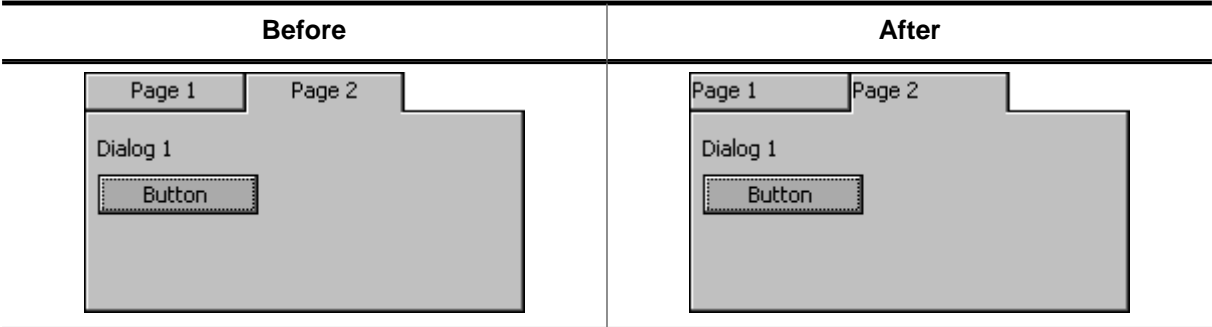 Before After
Page 1 Page 2 Page 1 Page 2
Dialog 1 Dialog 1
Button Button